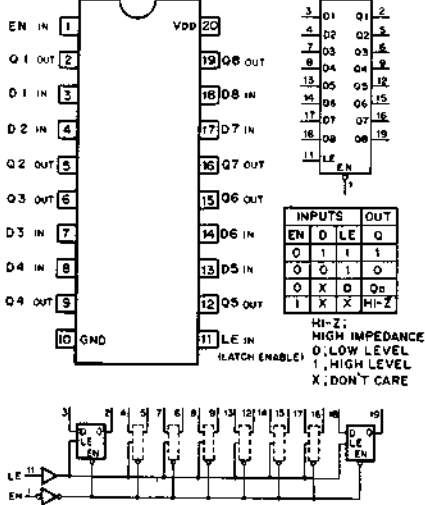 EN IN 1
VDD 20
Q1 OUT 2
19 Q8 OUT
D1 IN 3
18 D8 IN
D2 IN 4
17 D7 IN
Q2 OUT 5
16 Q7 OUT
Q3 OUT 6
15 Q6 OUT
D3 IN 7
14 D6 IN
D4 IN 8
13 D5 IN
Q4 OUT 9
12 Q5 OUT
10 GND
11 LE IN
(LATCH ENABLE)
3 D1 Q1 2
4 D2 Q2 5
7 D3 Q3 6
8 D4 Q4 9
13 D5 Q5 12
14 D6 Q6 15
17 D7 Q7 16
18 D8 Q8 19
11 LE
EN
1
INPUTS OUT
EN D LE Q
0 1 1 1
0 0 1 0
0 X 0 Qo
1 X X HI-Z
HI-Z;
HIGH IMPEDANCE
0;LOW LEVEL
1,HIGH LEVEL
X;DON'T CARE
3 2 4 5 7 6 8 9 13 12 14 15 17 16 18 19
D Q
LE
EN
D Q
LE
EN
LE 11
EN 1